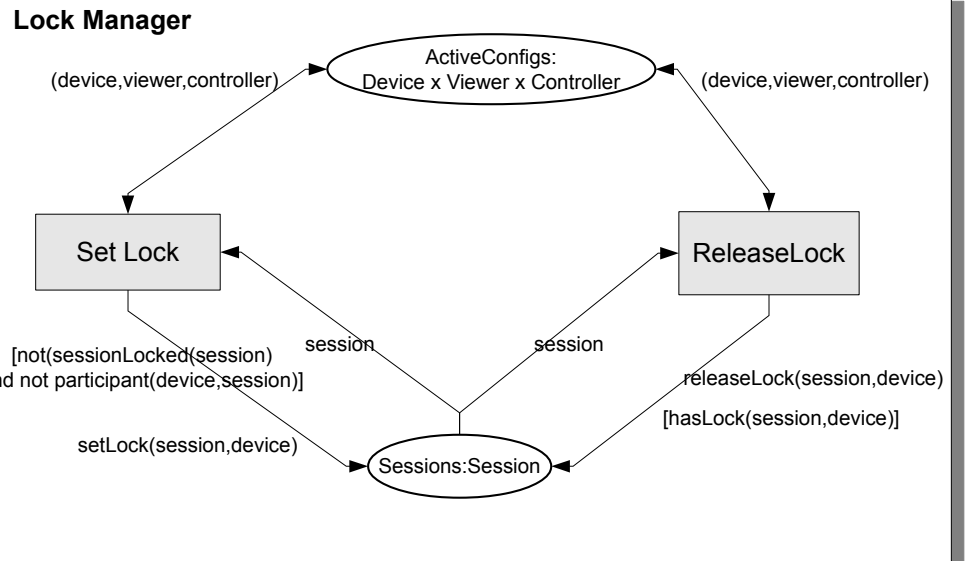 Lock Manager
ActiveConfigs:
Device x Viewer x Controller
(device,viewer,controller)
(device,viewer,controller)
Set Lock
ReleaseLock
session
session
[not(sessionLocked(session)
nd not participant(device,session)]
releaseLock(session,device)
[hasLock(session,device)]
setLock(session,device)
Sessions:Session